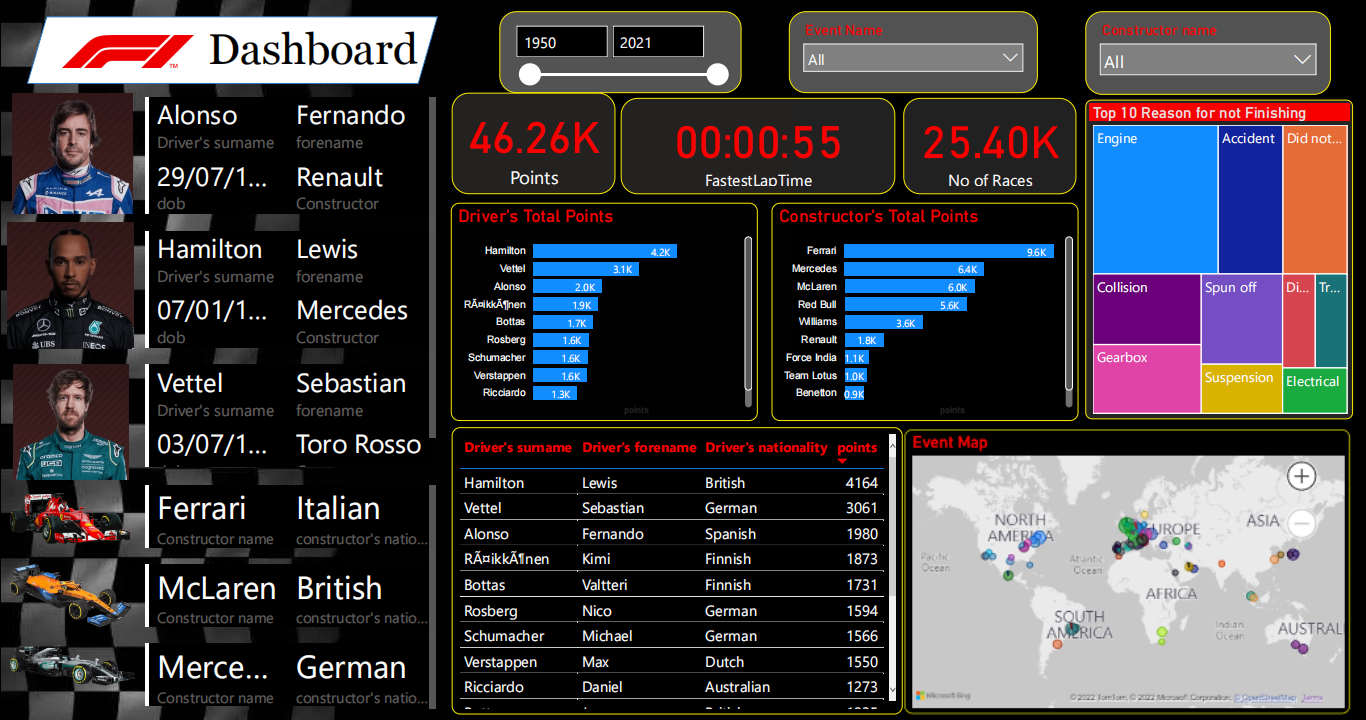 Dashboard
TM
1950
2021
Event Name
All
Constructor name
All
Alonso
Fernando
Driver's surname
forename
29/07/1...
Renault
dob
Constructor
Hamilton
Lewis
Driver's surname
forename
07/01/1...
Mercedes
dob
Constructor
Vettel
Sebastian
Driver's surname
forename
03/07/1...
Toro Rosso
Ferrari
Italian
Constructor name
constructor's natio...
McLaren
British
Constructor name
constructor's natio...
Merce...
German
Constructor name
constructor's natio...
46.26K
Points
00:00:55
FastestLapTime
25.40K
No of Races
Driver's Total Points
Hamilton 4.2K
Vettel 3.1K
Alonso 2.0K
RÃ¤ikkÃ¶nen 1.9K
Bottas 1.7K
Rosberg 1.6K
Schumacher 1.6K
Verstappen 1.6K
Ricciardo 1.3K
points
Constructor's Total Points
Ferrari 9.6K
Mercedes 6.4K
McLaren 6.0K
Red Bull 5.6K
Williams 3.6K
Renault 1.8K
Force India 1.1K
Team Lotus 1.0K
Benetton 0.9K
points
Top 10 Reason for not Finishing
Engine
Accident
Did not...
Collision
Spun off
Di...
Tr...
Gearbox
Suspension
Electrical
Driver's surname Driver's forename Driver's nationality points
Hamilton Lewis British 4164
Vettel Sebastian German 3061
Alonso Fernando Spanish 1980
RÃ¤ikkÃ¶nen Kimi Finnish 1873
Bottas Valtteri Finnish 1731
Rosberg Nico German 1594
Schumacher Michael German 1566
Verstappen Max Dutch 1550
Ricciardo Daniel Australian 1273
Event Map
NORTH
AMERICA
EUROPE
ASIA
Pacific
Ocean
Atlantic
Ocean
AFRICA
SOUTH
AMERICA
Indian
Ocean
AUSTRAL
Microsoft Bing
© 2022 TomTom, © 2022 Microsoft Corporation, © OpenStreetMap Terms